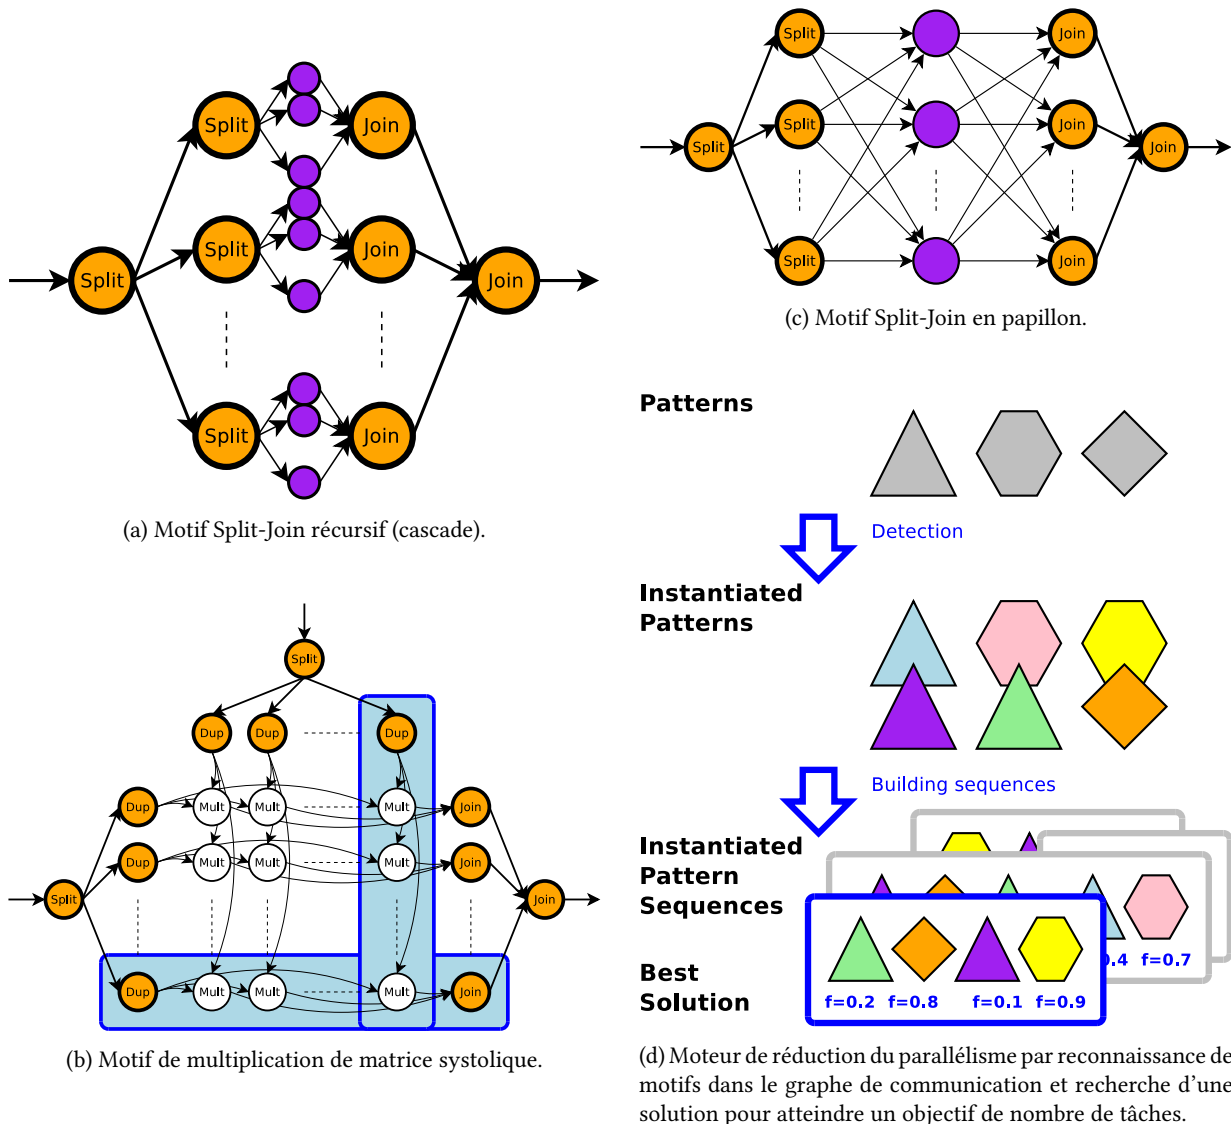 Split
Split
Join
Split
Join
Split
Join
Split
Join
(a) Motif Split-Join récursif (cascade).
Split
Dup
Dup
Dup
Dup
Mult
Mult
Mult
Join
Dup
Mult
Mult
Mult
Join
Split
Join
Dup
Mult
Mult
Mult
Join
(b) Motif de multiplication de matrice systolique.
Split
Join
Split
Join
Split
Join
Split
Join
(c) Motif Split-Join en papillon.
Patterns
Detection
Instantiated
Patterns
Building sequences
Instantiated
Pattern
Sequences
Best
Solution
f=0.2 f=0.8 f=0.1 f=0.9
0.4 f=0.7
(d) Moteur de réduction du parallélisme par reconnaissance de
motifs dans le graphe de communication et recherche d'une
solution pour atteindre un objectif de nombre de tâches.